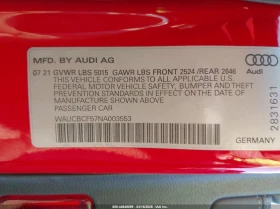 MFD. BY AUDI AG
07 21 GVWR LBS 5015 GAWR LBS FRONT 2524 /REAR 2646
THIS VEHICLE CONFORMS TO ALL APPLICABLE U.S.
FEDERAL MOTOR VEHICLE SAFETY, BUMPER AND THEFT
PREVENTION STANDARDS IN EFFECT ON THE DATE OF
MANUFACTURE SHOWN ABOVE.
PASSENGER CAR
WAUCBCF57NA003553
Audi
2831631
GERMANY